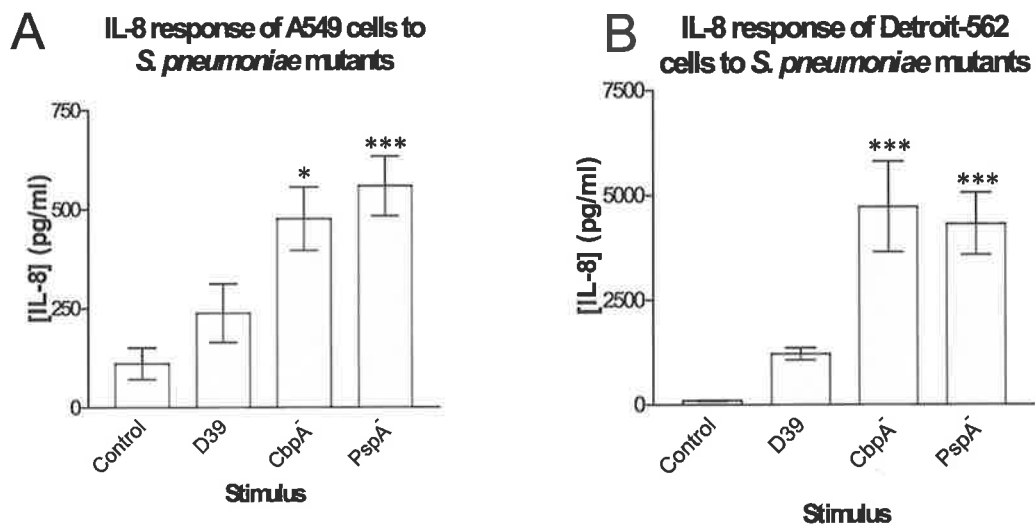 A
IL-8 response of A549 cells to
S. pneumoniae mutants
[IL-8] (pg/ml)
750
500
250
0
*
***
Control
D39
CbpA-
PspA-
Stimulus
B
IL-8 response of Detroit-562
cells to S. pneumoniae mutants
[IL-8] (pg/ml)
7500
5000
2500
0
***
***
Control
D39
CbpA-
PspA-
Stimulus